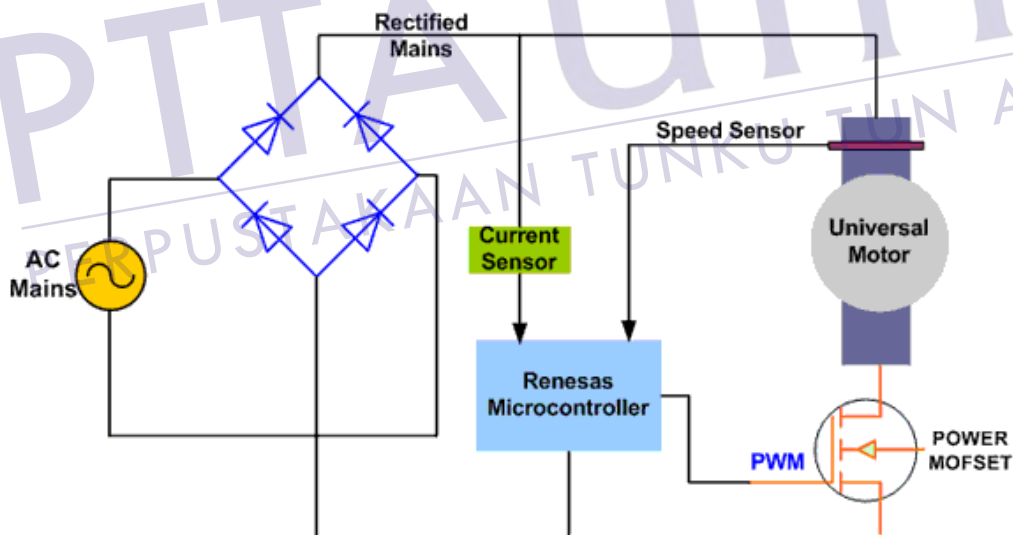 PTTA UTH
PERPUSTAKAAN TUNKU TUN A
Rectified
Mains
Speed Sensor
Current
Sensor
Universal
Motor
AC
Mains
Renesas
Microcontroller
PWM
POWER
MOFSET